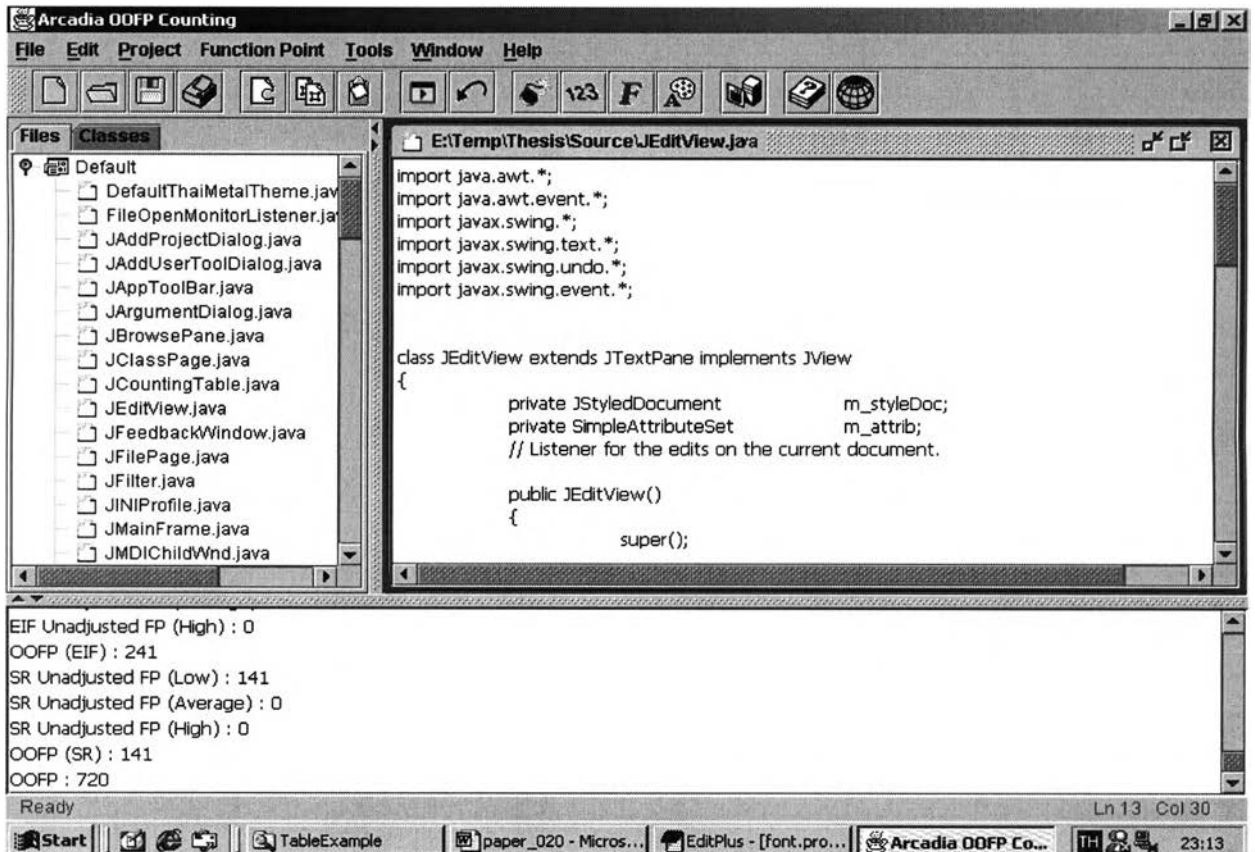 Arcadia OOFP Counting
File Edit Project Function Point Tools Window Help
123 F A
Files Classes
Default
DefaultThaiMetalTheme.jav
FileOpenMonitorListener.ja
JAddProjectDialog.java
JAddUserToolDialog.java
JAppToolBar.java
JArgumentDialog.java
JBrowsePane.java
JClassPage.java
JCountingTable.java
JEditView.java
JFeedbackWindow.java
JFilePage.java
JFilter.java
JINIProfile.java
JMainFrame.java
JMDIChildWnd.java
E:\Temp\Thesis\Source\JEditView.java
import java.awt.*;
import java.awt.event.*;
import javax.swing.*;
import javax.swing.text.*;
import javax.swing.undo.*;
import javax.swing.event.*;
class JEditView extends JTextPane implements JView
{
private JStyledDocument m_styleDoc;
private SimpleAttributeSet m_attrib;
// Listener for the edits on the current document.
public JEditView()
{
super();
EIF Unadjusted FP (High) : 0
OOFP (EIF) : 241
SR Unadjusted FP (Low) : 141
SR Unadjusted FP (Average) : 0
SR Unadjusted FP (High) : 0
OOFP (SR) : 141
OOFP : 720
Ready Ln 13 Col 30
Start TableExample paper_020 - Micros... EditPlus - [font.pro... Arcadia OOFP Co... TH 23:13